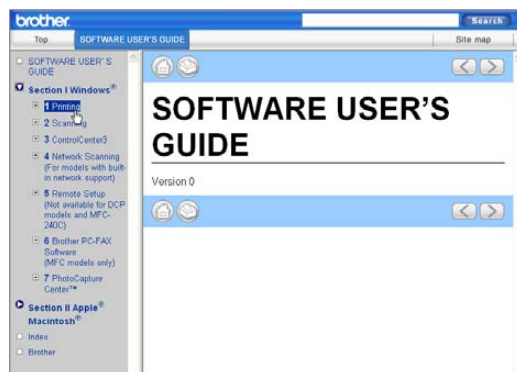 brother
Search
Top
SOFTWARE USER'S GUIDE
Site map
SOFTWARE USER'S
GUIDE
Section I Windows®
1 Printing
2 Scanning
3 ControlCenter3
4 Network Scanning
(For models with built-
in network support)
5 Remote Setup
(Not available for DCP
models and MFC-
240C)
6 Brother PC-FAX
Software
(MFC models only)
7 PhotoCapture
Center™
Section II Apple®
Macintosh®
Index
Brother
SOFTWARE USER'S
GUIDE
Version 0